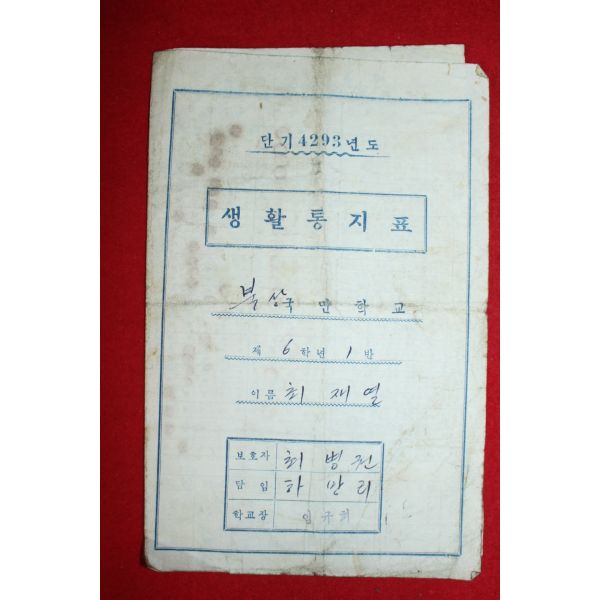 단기4293년도
생활통지표
북상국민학교
제 6학년 1반
이름 최재열
보호자 최병권
담임 하만리
학교장